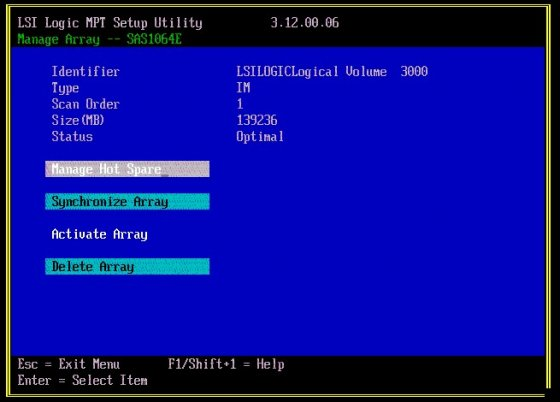 LSI Logic MPT Setup Utility 3.12.00.06
Manage Array -- SAS1064E
Identifier LSILOGICLogical Volume 3000
Type IM
Scan Order 1
Size(MB) 139236
Status Optimal
Manage Hot Spare_
Synchronize Array
Activate Array
Delete Array
Esc = Exit Menu F1/Shift+1 = Help
Enter = Select Item